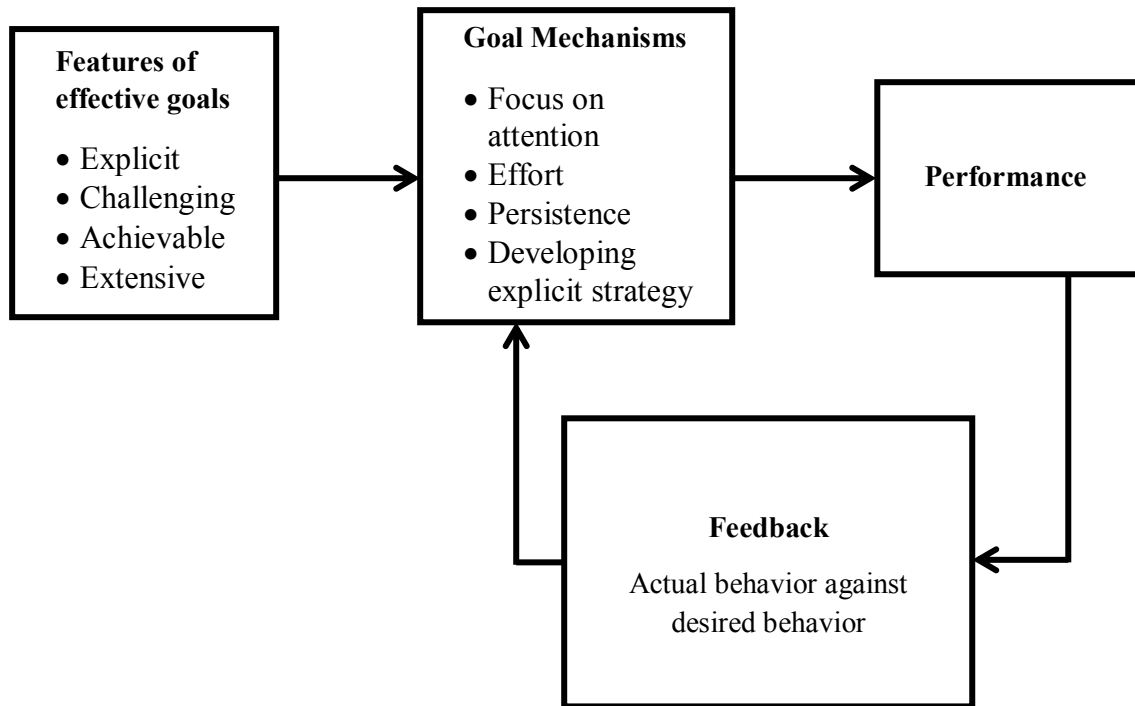 Features of
effective goals
• Explicit
• Challenging
• Achievable
• Extensive
Goal Mechanisms
• Focus on
attention
• Effort
• Persistence
• Developing
explicit strategy
Performance
Feedback
Actual behavior against
desired behavior